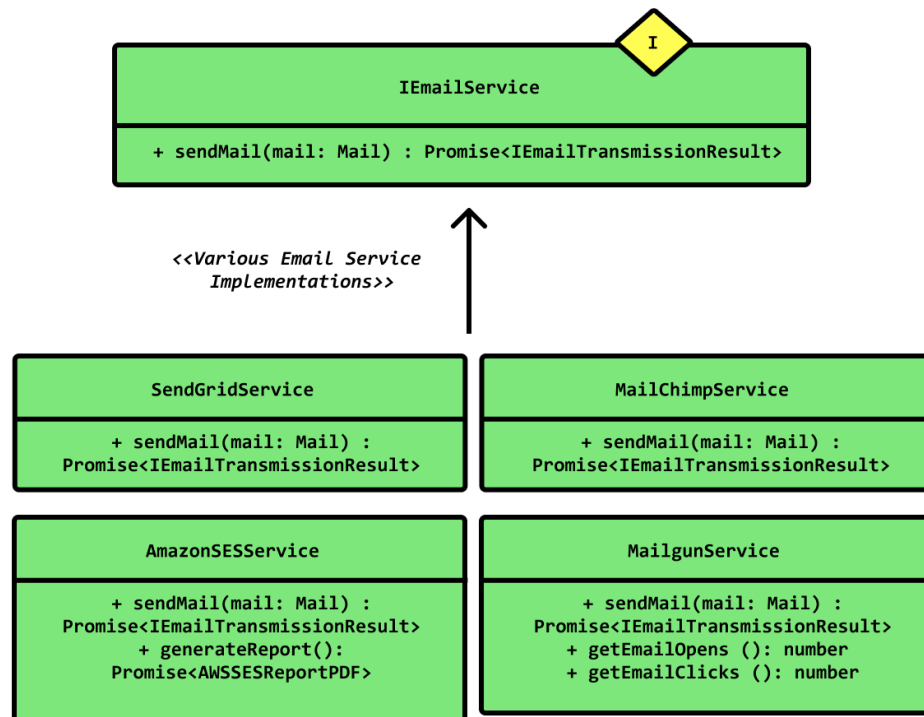 I
IEmailService
+ sendMail(mail: Mail) : Promise<IEmailTransmissionResult>
<<Various Email Service
Implementations>>
SendGridService
+ sendMail(mail: Mail) :
Promise<IEmailTransmissionResult>
MailChimpService
+ sendMail(mail: Mail) :
Promise<IEmailTransmissionResult>
AmazonSESService
+ sendMail(mail: Mail) :
Promise<IEmailTransmissionResult>
+ generateReport():
Promise<AWSSESReportPDF>
MailgunService
+ sendMail(mail: Mail) :
Promise<IEmailTransmissionResult>
+ getEmailOpens (): number
+ getEmailClicks (): number